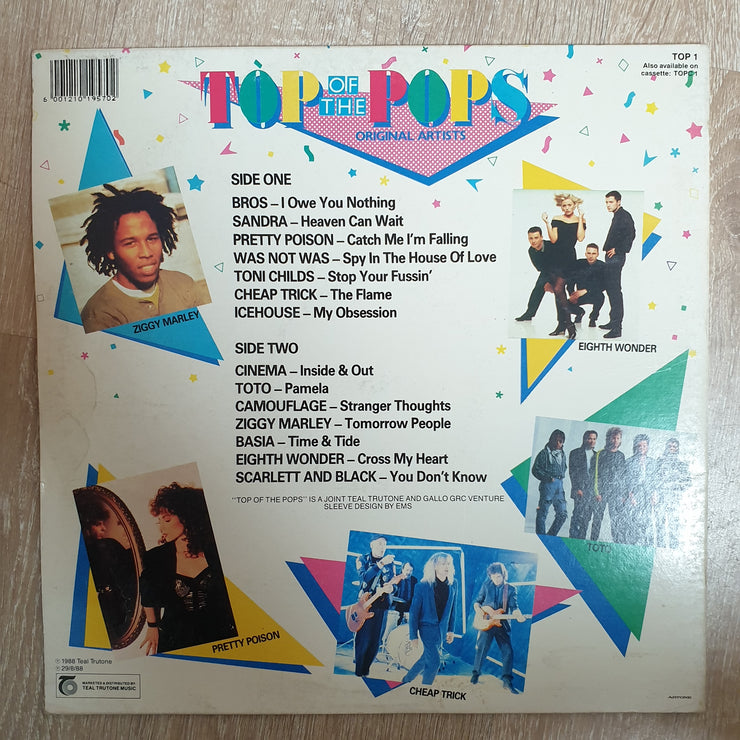 6 001210 195702
TOP OF THE POPS
ORIGINAL ARTISTS
TOP 1
Also available on
cassette: TOPC 1
SIDE ONE
BROS – I Owe You Nothing
SANDRA – Heaven Can Wait
PRETTY POISON – Catch Me I'm Falling
WAS NOT WAS – Spy In The House Of Love
TONI CHILDS – Stop Your Fussin'
CHEAP TRICK – The Flame
ICEHOUSE – My Obsession
ZIGGY MARLEY
EIGHTH WONDER
SIDE TWO
CINEMA – Inside & Out
TOTO – Pamela
CAMOUFLAGE – Stranger Thoughts
ZIGGY MARLEY – Tomorrow People
BASIA – Time & Tide
EIGHTH WONDER – Cross My Heart
SCARLETT AND BLACK – You Don't Know
"TOP OF THE POPS" IS A JOINT TEAL TRUTONE AND GALLO GRC VENTURE
SLEEVE DESIGN BY EMS
TOTO
PRETTY POISON
CHEAP TRICK
℗ 1988 Teal Trutone
℗ 29/8/88
MARKETED & DISTRIBUTED BY
TEAL TRUTONE MUSIC